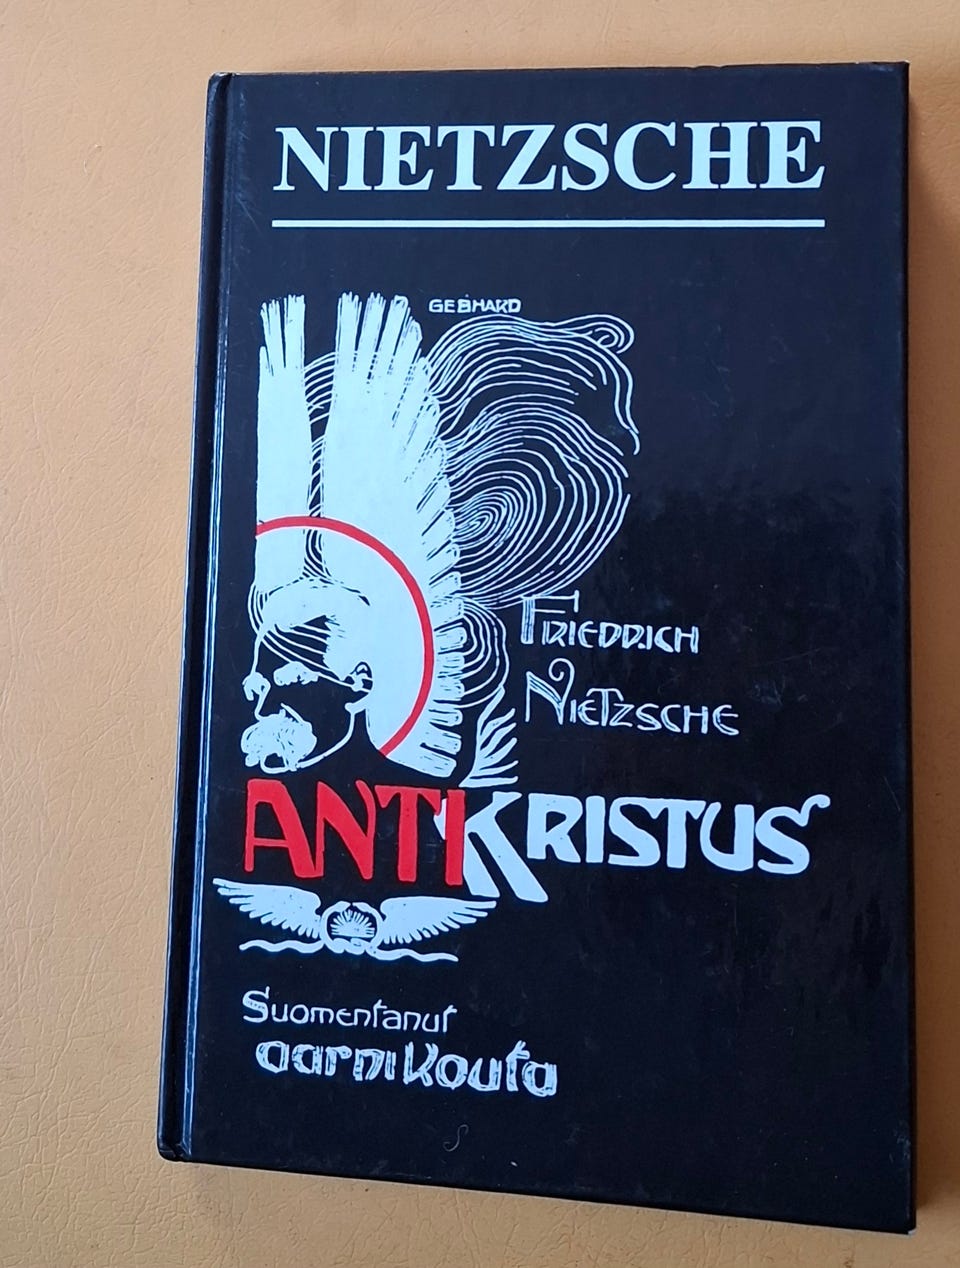 NIETZSCHE
GEBHARD
FRIEDRICH
NIETZSCHE
ANTIKRISTUS
Suomentanut
aarni Kouta